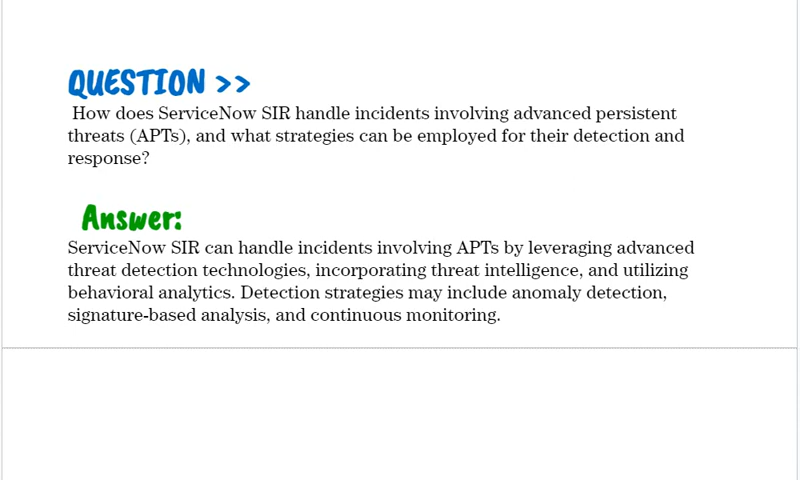 QUESTION >>
How does ServiceNow SIR handle incidents involving advanced persistent
threats (APTs), and what strategies can be employed for their detection and
response?
Answer:
ServiceNow SIR can handle incidents involving APTs by leveraging advanced
threat detection technologies, incorporating threat intelligence, and utilizing
behavioral analytics. Detection strategies may include anomaly detection,
signature-based analysis, and continuous monitoring.